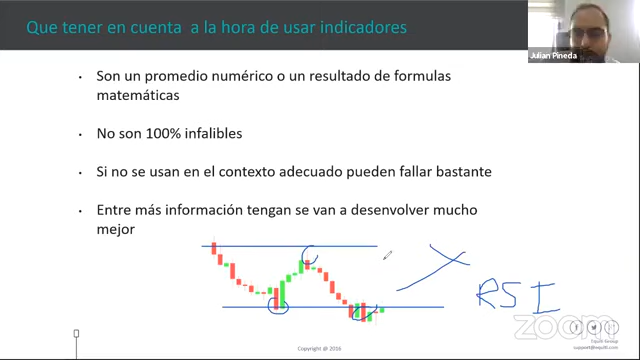 Que tener en cuenta a la hora de usar indicadores
Julian Pineda
Son un promedio numérico o un resultado de formulas
matemáticas
No son 100% infalibles
Si no se usan en el contexto adecuado pueden fallar bastante
Entre más información tengan se van a desenvolver mucho
mejor
RSI
zoom
Copyright @ 2016